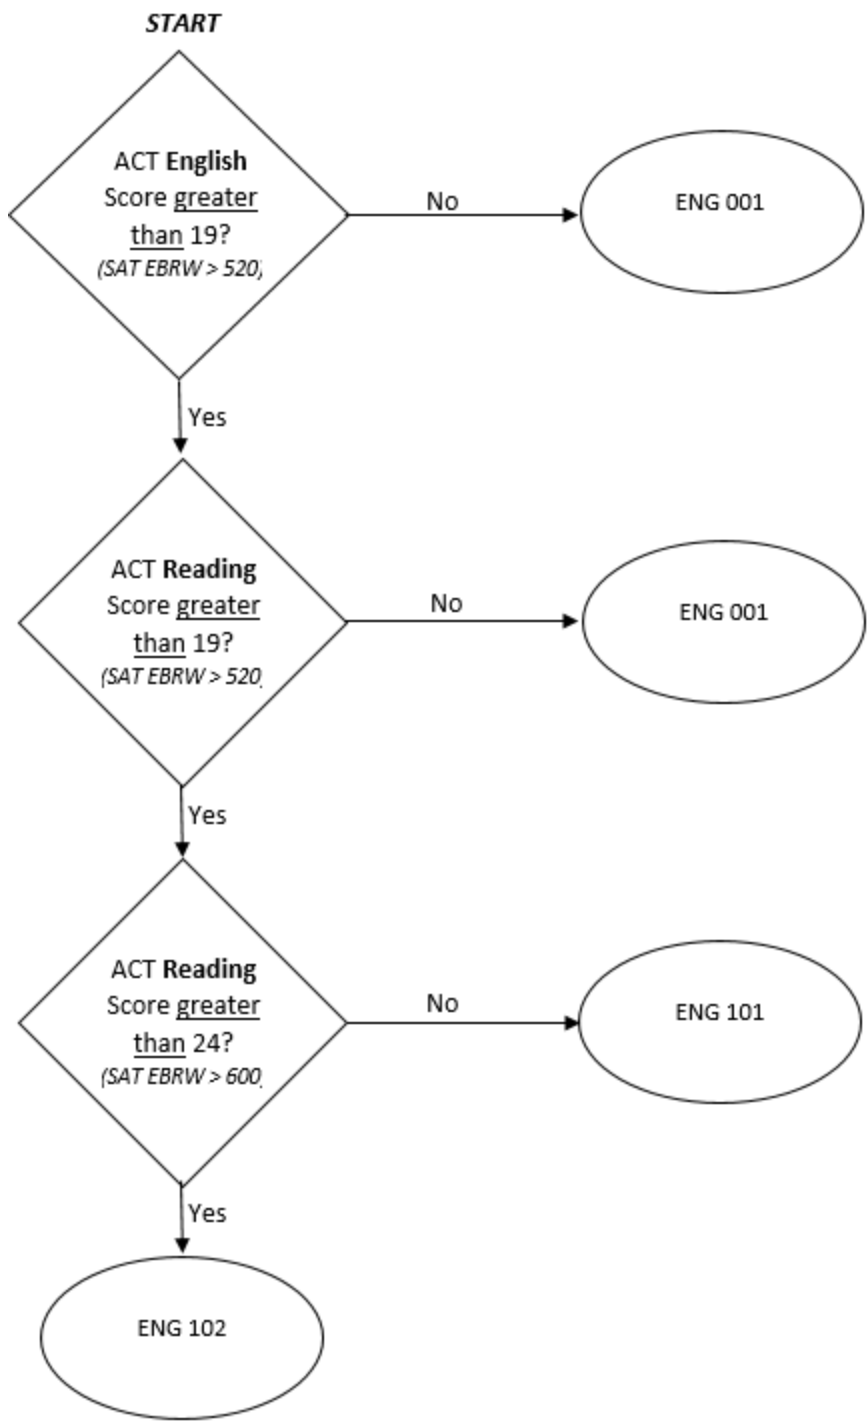 START
ACT English
Score greater
than 19?
(SAT EBRW > 520)
No
ENG 001
Yes
ACT Reading
Score greater
than 19?
(SAT EBRW > 520)
No
ENG 001
Yes
ACT Reading
Score greater
than 24?
(SAT EBRW > 600)
No
ENG 101
Yes
ENG 102